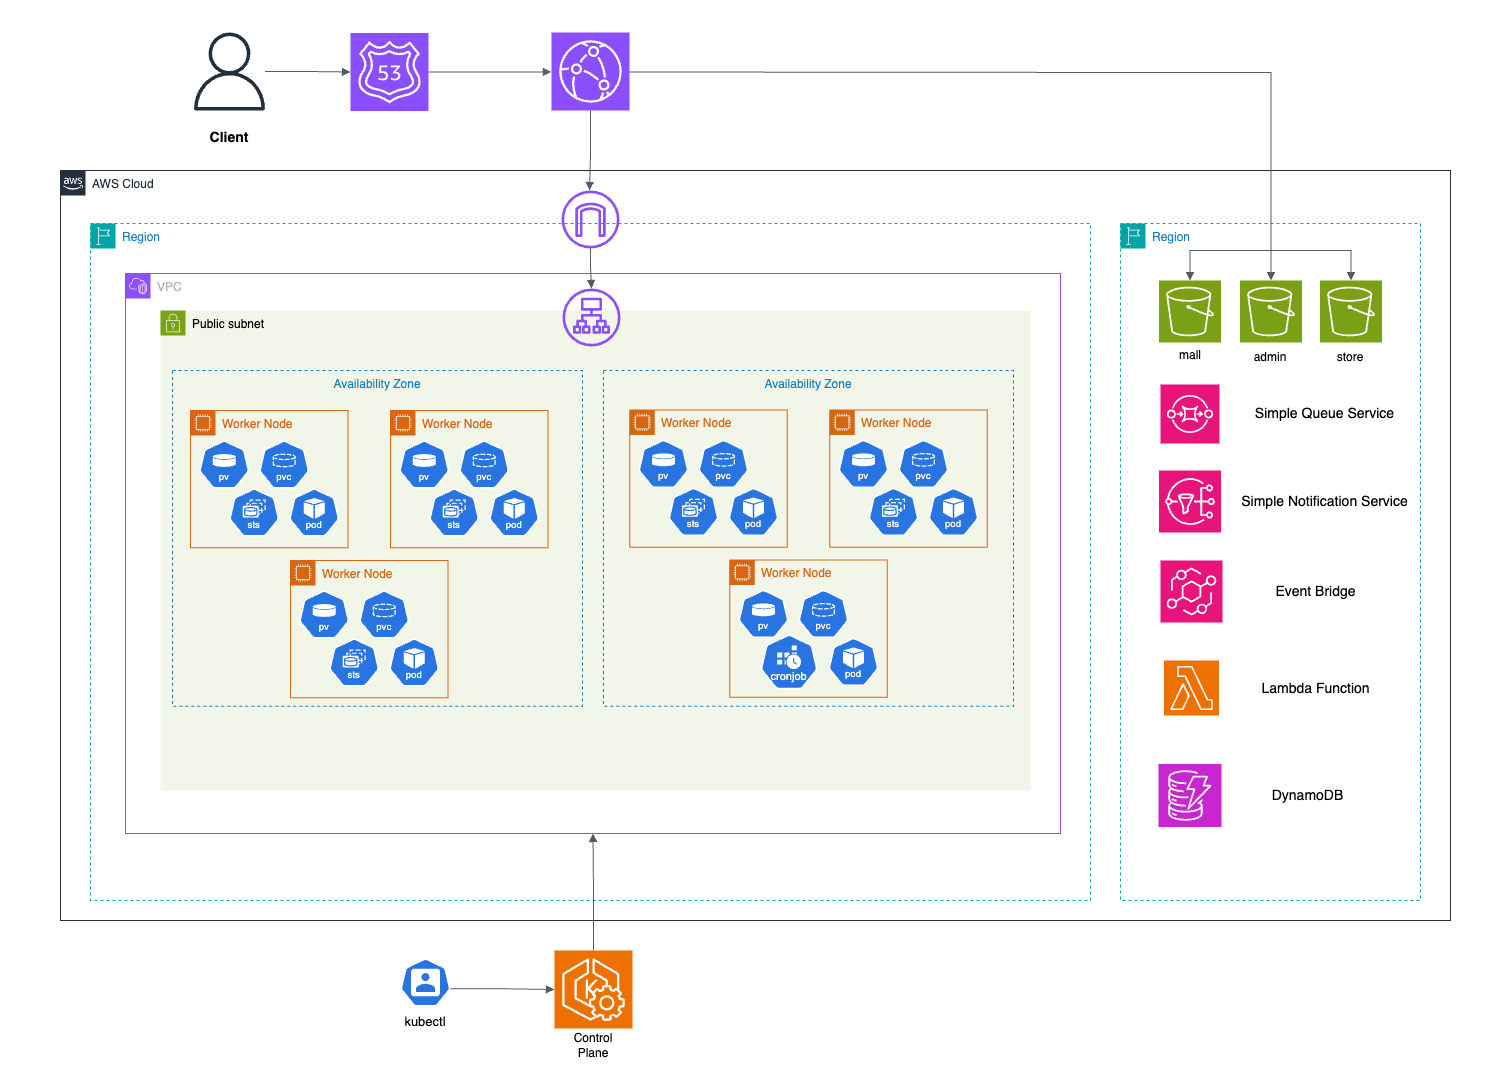 53
Client
aws
AWS Cloud
Region
Region
VPC
Public subnet
mall
admin
store
Availability Zone
Availability Zone
Worker Node
Worker Node
Worker Node
Worker Node
pv
pvc
pv
pvc
pv
pvc
pv
pvc
sts
pod
sts
pod
sts
pod
sts
pod
Simple Queue Service
Simple Notification Service
Worker Node
Worker Node
pv
pvc
pv
pvc
sts
pod
cronjob
pod
Event Bridge
Lambda Function
DynamoDB
K
kubectl
Control
Plane